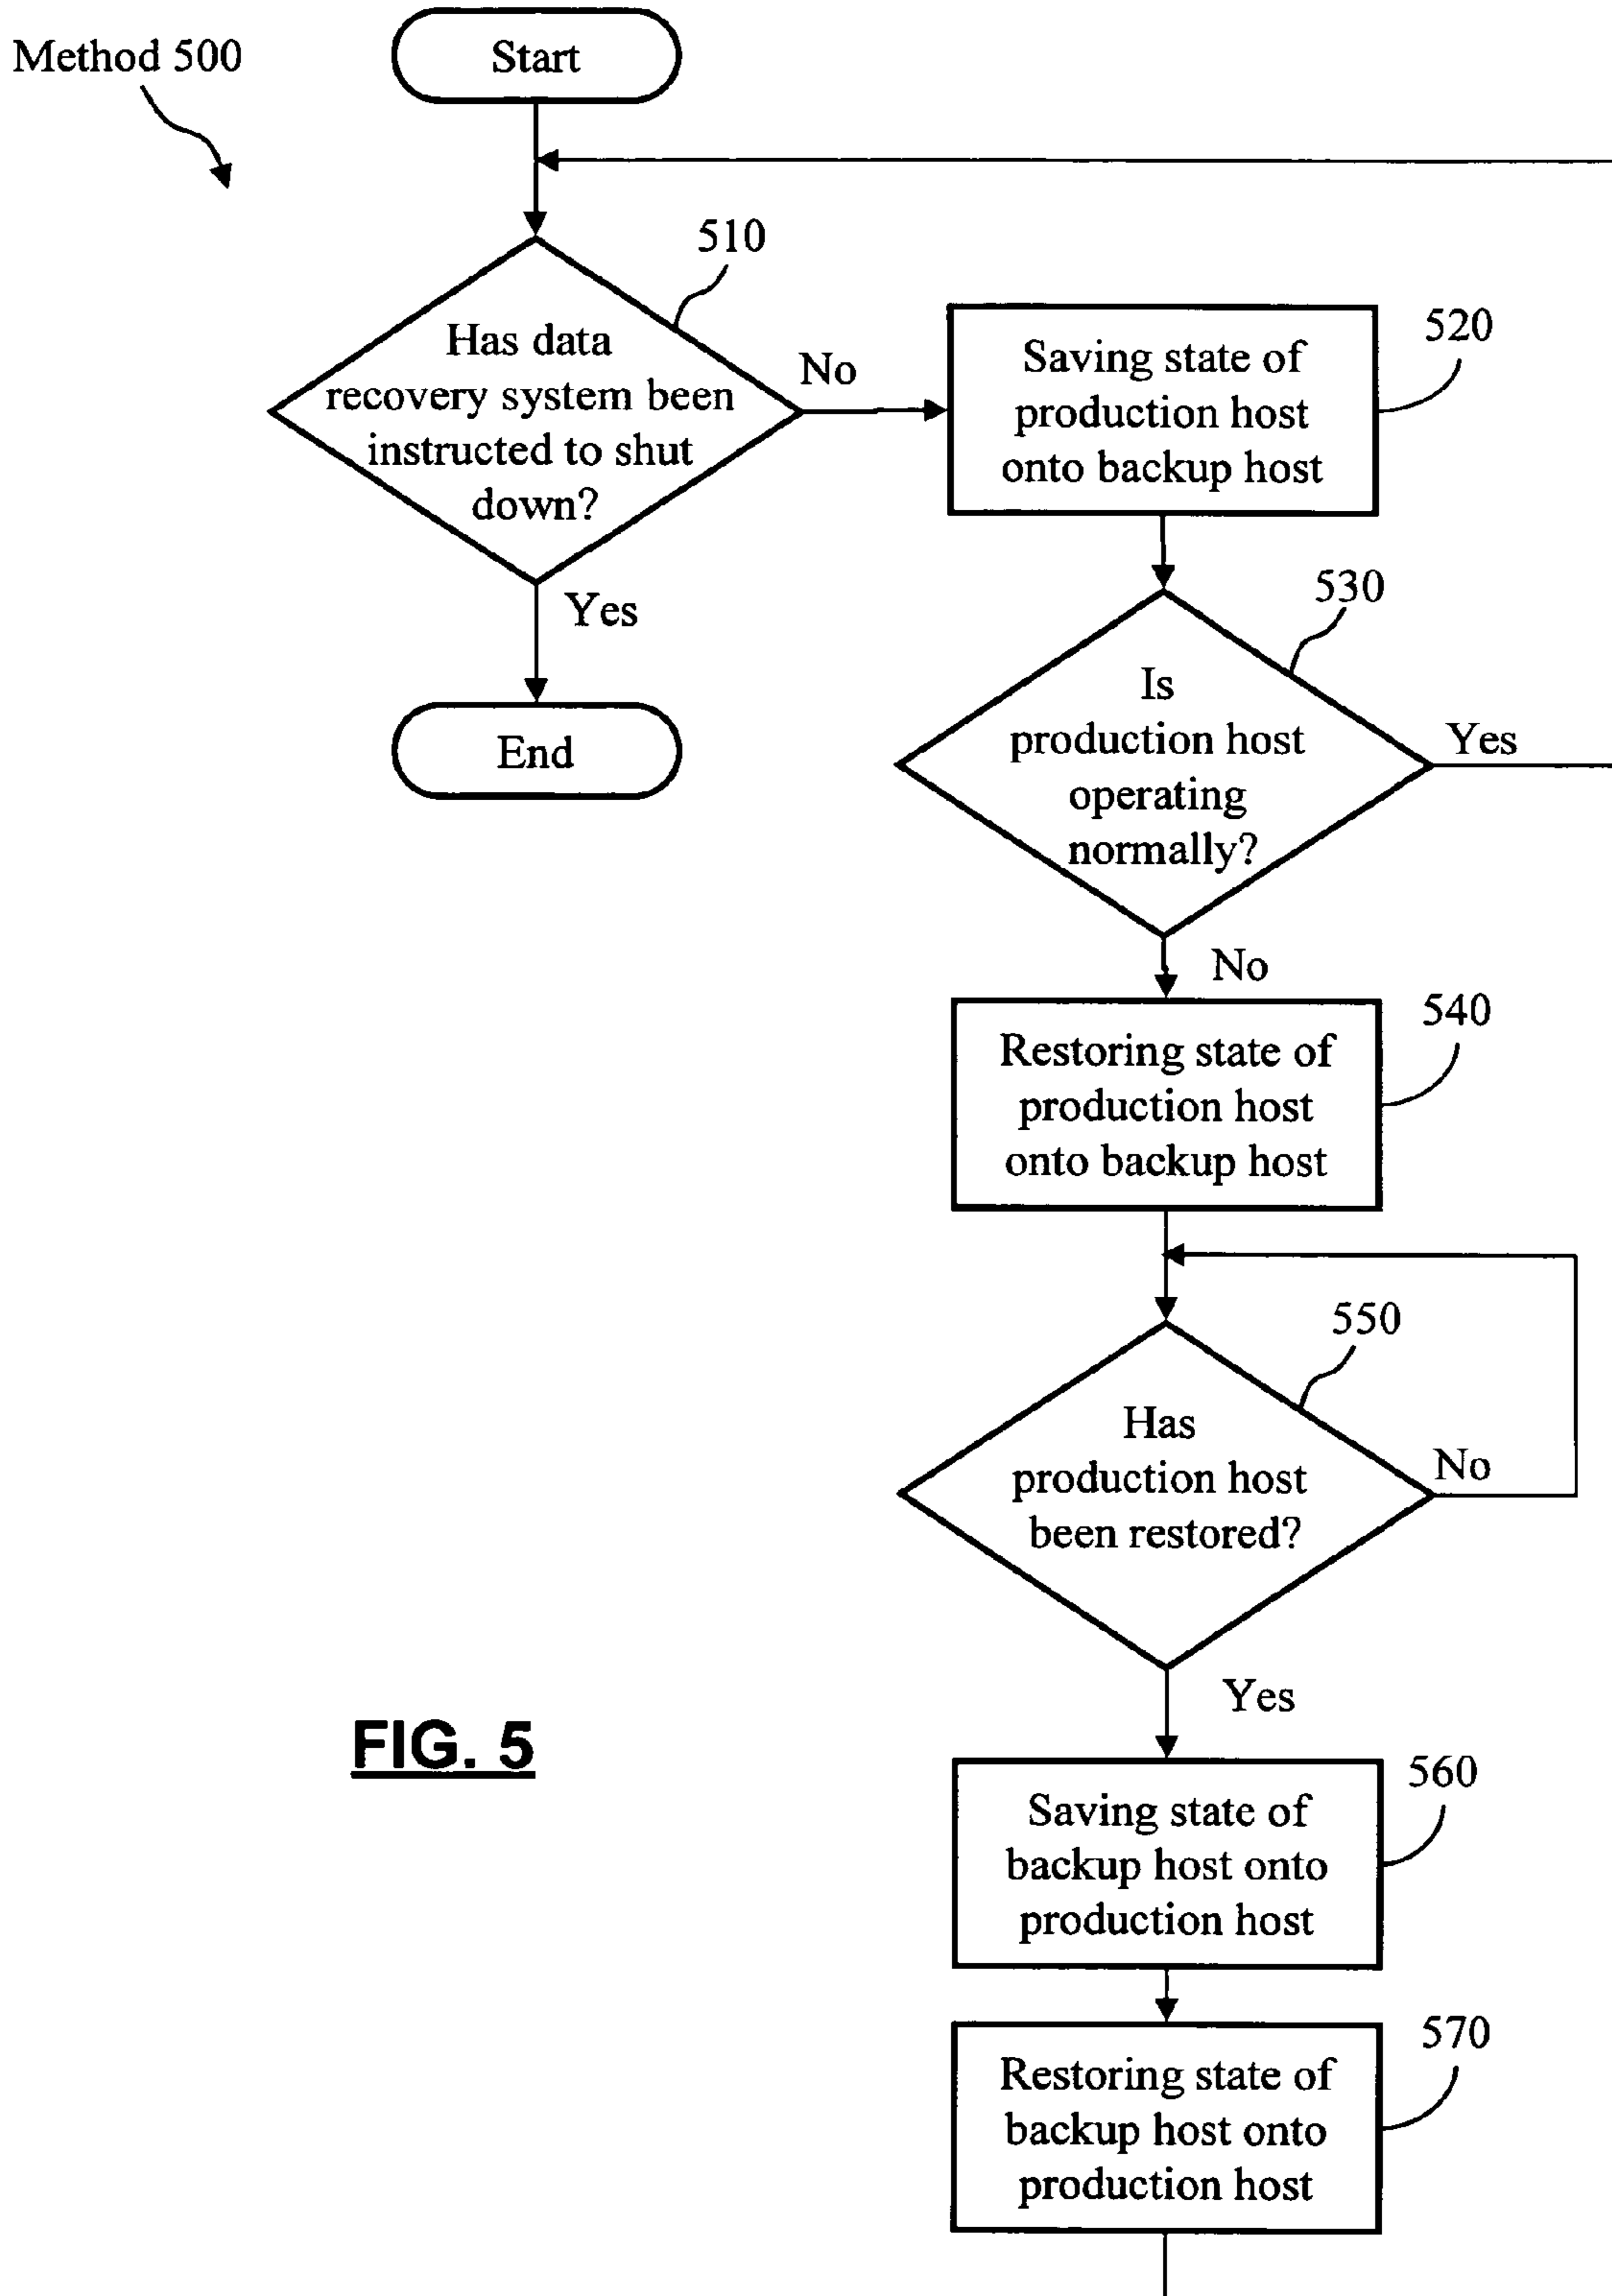 Method 500
Start
510
Has data
recovery system been
instructed to shut
down?
No
Yes
End
520
Saving state of
production host
onto backup host
530
Is
production host
operating
normally?
Yes
No
540
Restoring state of
production host
onto backup host
550
Has
production host
been restored?
No
Yes
FIG. 5
560
Saving state of
backup host onto
production host
570
Restoring state of
backup host onto
production host